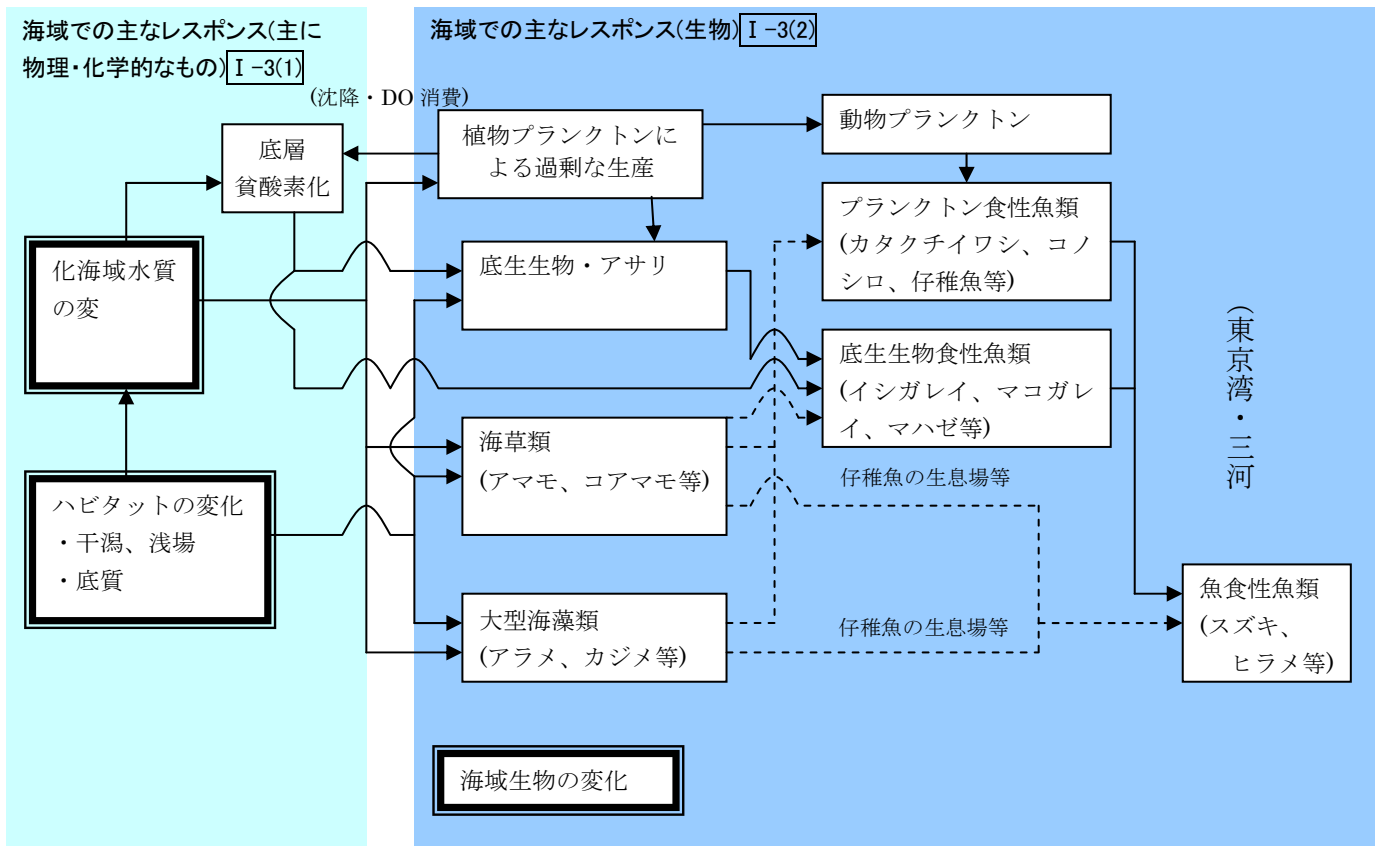 海域での主なレスポンス(主に
物理・化学的なもの) Ⅰ-3(1)
海域での主なレスポンス(生物) Ⅰ-3(2)
(沈降・DO 消費)
底層
貧酸素化
植物プランクトンに
よる過剰な生産
動物プランクトン
プランクトン食性魚類
(カタクチイワシ、コノ
シロ、仔稚魚等)
化海域水質
の変
底生生物・アサリ
底生生物食性魚類
(イシガレイ、マコガレ
イ、マハゼ等)
(東京湾・三河
海草類
(アマモ、コアマモ等)
仔稚魚の生息場等
ハビタットの変化
・干潟、浅場
・底質
大型海藻類
(アラメ、カジメ等)
仔稚魚の生息場等
魚食性魚類
(スズキ、
ヒラメ等)
海域生物の変化